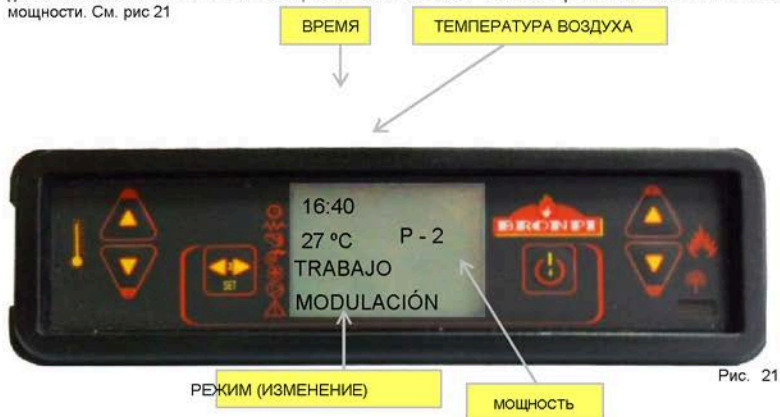 мощности. См. рис 21
ВРЕМЯ
ТЕМПЕРАТУРА ВОЗДУХА
16:40
27 ºC P - 2
TRABAJO
MODULACIÓN
SET
BRONPI
РЕЖИМ (ИЗМЕНЕНИЕ)
МОЩНОСТЬ
Рис. 21